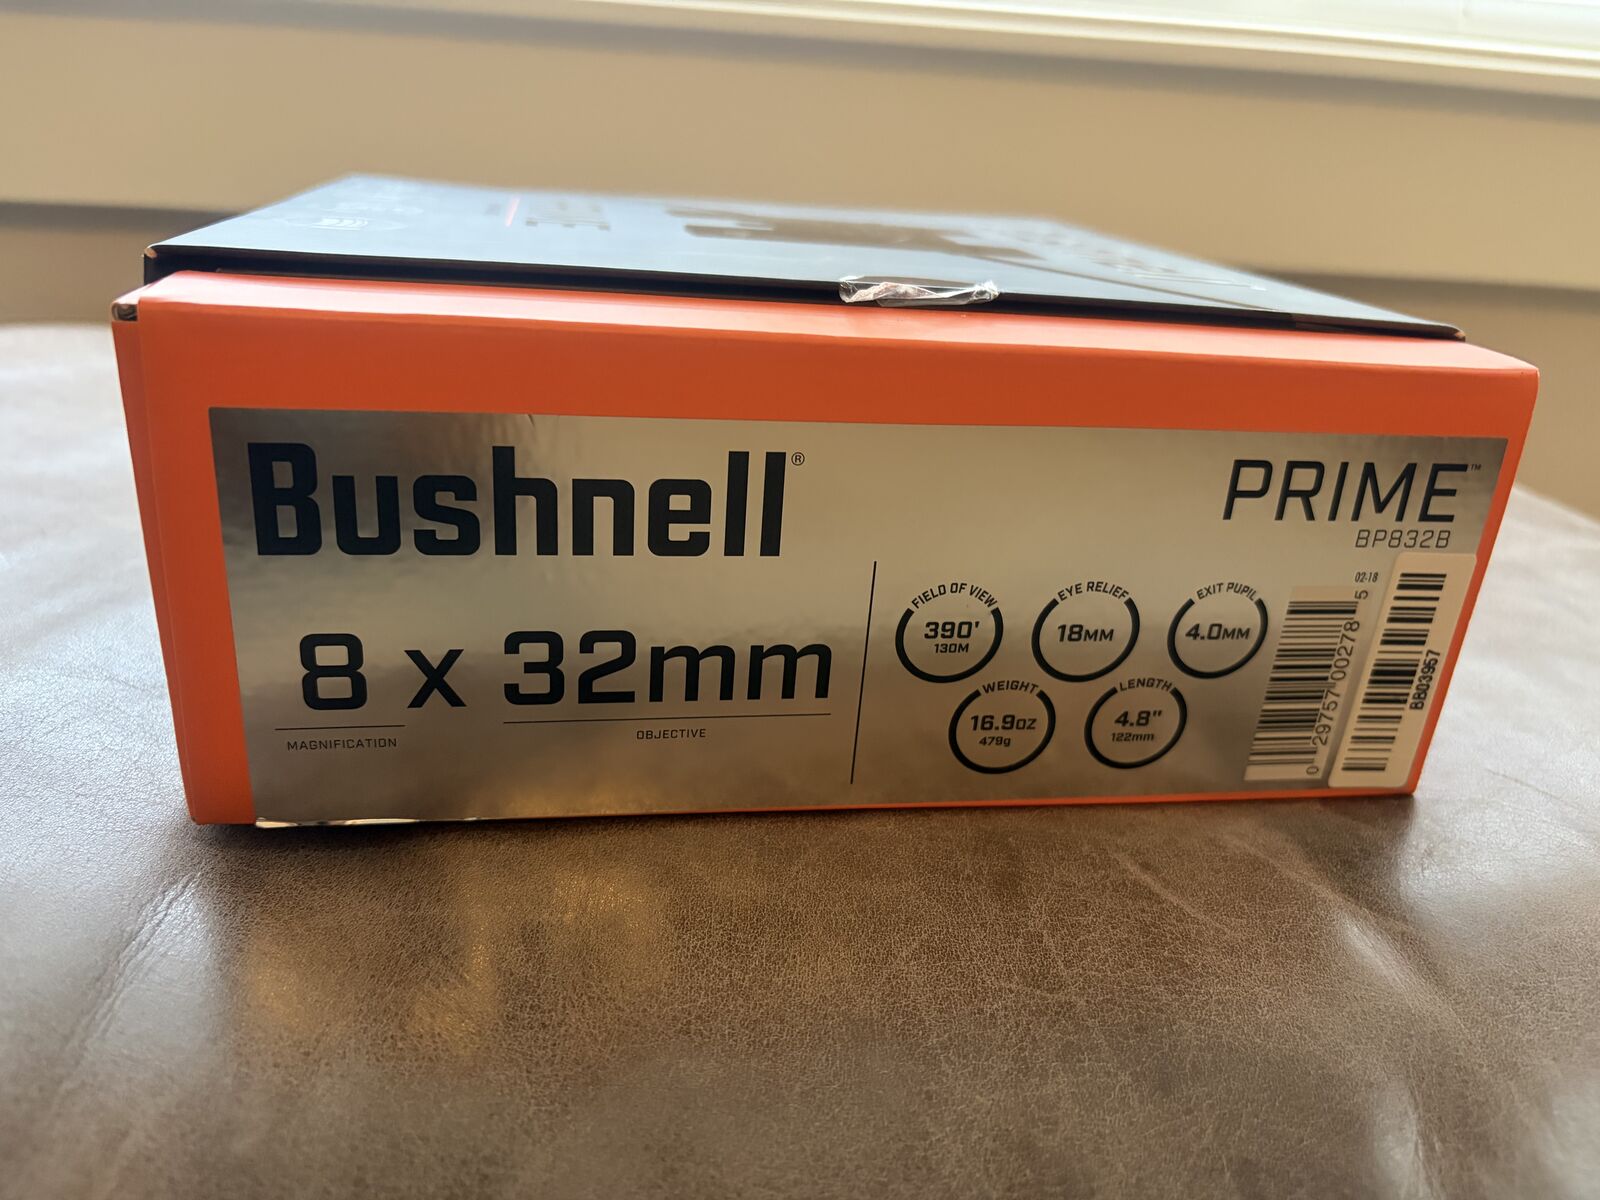 Bushnell®
PRIME™
BP832B
8 x 32mm
MAGNIFICATION
OBJECTIVE
FIELD OF VIEW
390'
130M
EYE RELIEF
18MM
EXIT PUPIL
4.0MM
WEIGHT
16.9OZ
479g
LENGTH
4.8"
122mm
02-18
0 29757 00278 5
BB03967